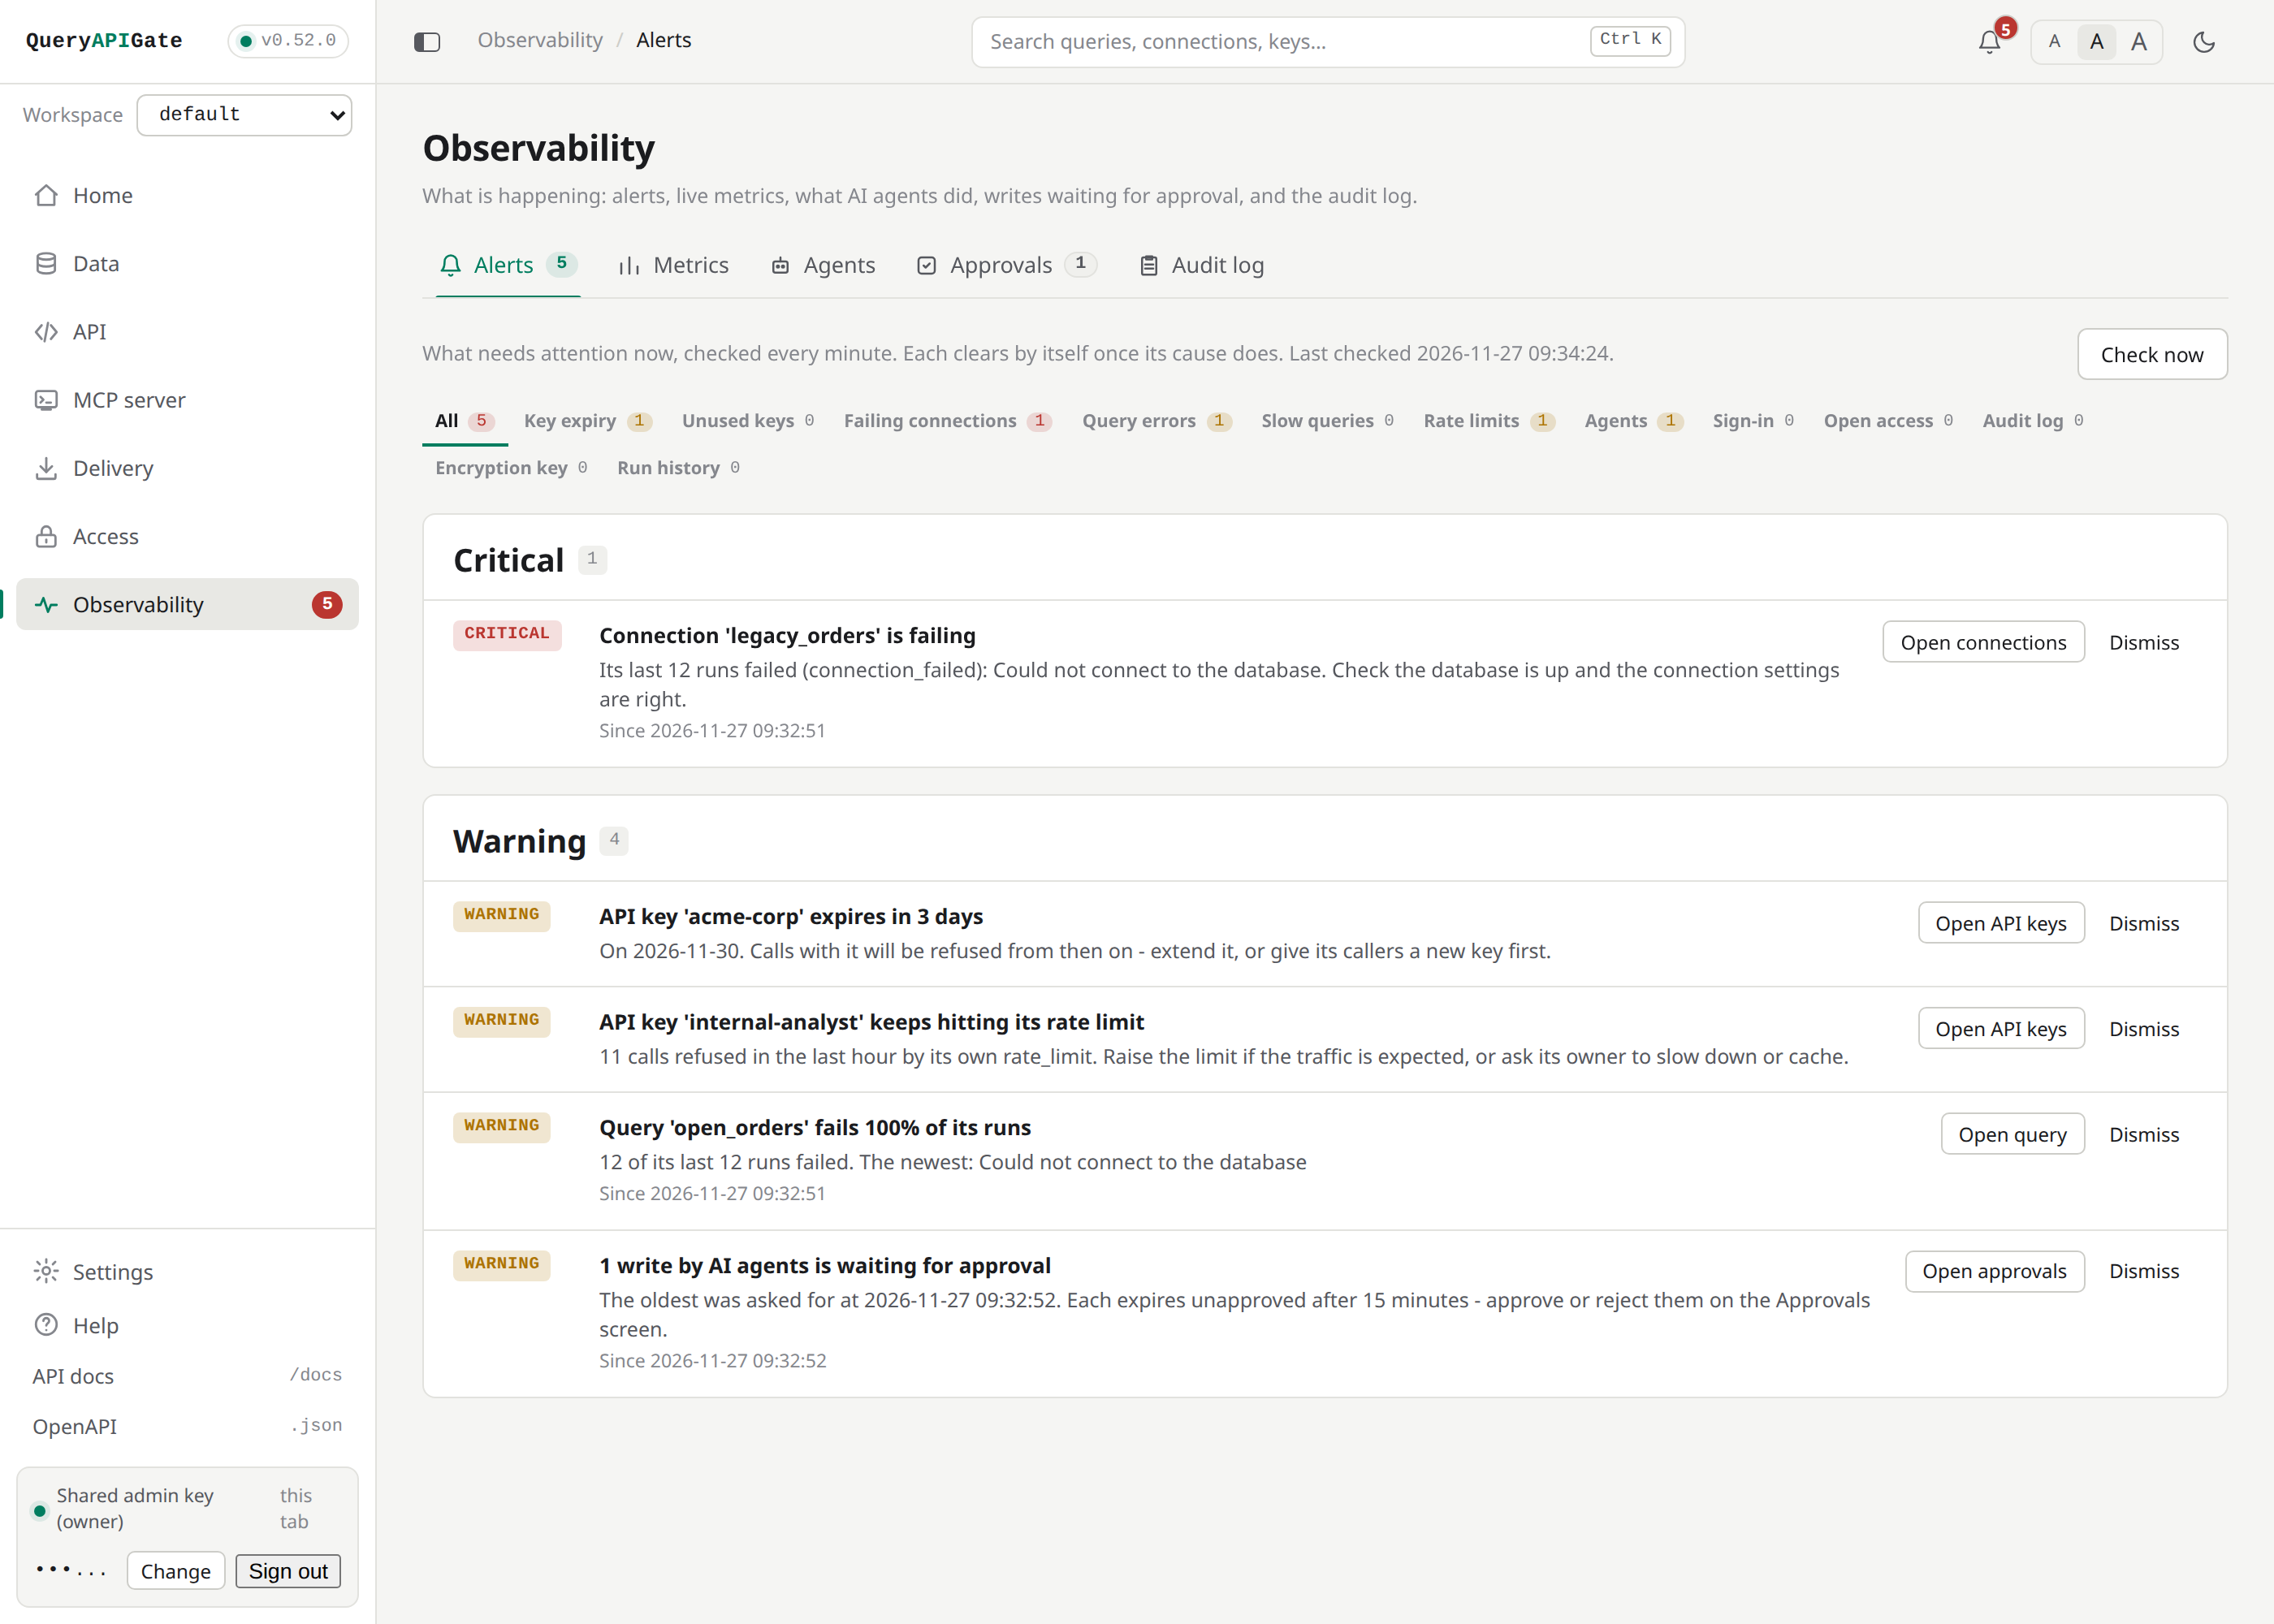 QueryAPIGate
v0.52.0
Observability / Alerts
Search queries, connections, keys...
Ctrl K
5
A A A
Workspace
default
Home
Data
API
MCP server
Delivery
Access
Observability 5
Settings
Help
API docs /docs
OpenAPI .json
Shared admin key this
(owner) tab
•••... Change Sign out
Observability
What is happening: alerts, live metrics, what AI agents did, writes waiting for approval, and the audit log.
Alerts 5 Metrics Agents Approvals 1 Audit log
What needs attention now, checked every minute. Each clears by itself once its cause does. Last checked 2026-11-27 09:34:24.
Check now
All 5 Key expiry 1 Unused keys 0 Failing connections 1 Query errors 1 Slow queries 0 Rate limits 1 Agents 1 Sign-in 0 Open access 0 Audit log 0
Encryption key 0 Run history 0
Critical 1
CRITICAL
Connection 'legacy_orders' is failing
Its last 12 runs failed (connection_failed): Could not connect to the database. Check the database is up and the connection settings
are right.
Since 2026-11-27 09:32:51
Open connections Dismiss
Warning 4
WARNING
API key 'acme-corp' expires in 3 days
On 2026-11-30. Calls with it will be refused from then on - extend it, or give its callers a new key first.
Open API keys Dismiss
WARNING
API key 'internal-analyst' keeps hitting its rate limit
11 calls refused in the last hour by its own rate_limit. Raise the limit if the traffic is expected, or ask its owner to slow down or cache.
Open API keys Dismiss
WARNING
Query 'open_orders' fails 100% of its runs
12 of its last 12 runs failed. The newest: Could not connect to the database
Since 2026-11-27 09:32:51
Open query Dismiss
WARNING
1 write by AI agents is waiting for approval
The oldest was asked for at 2026-11-27 09:32:52. Each expires unapproved after 15 minutes - approve or reject them on the Approvals
screen.
Since 2026-11-27 09:32:52
Open approvals Dismiss